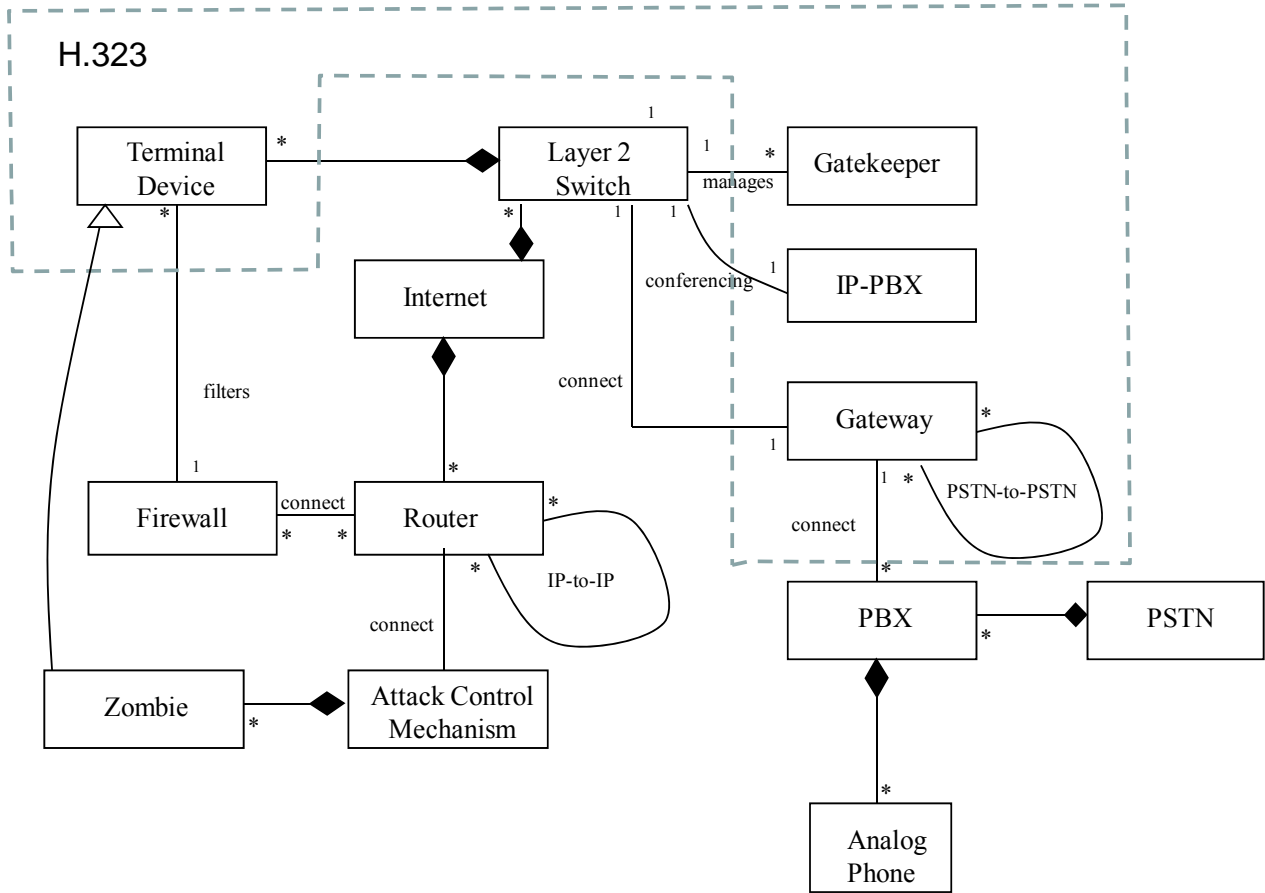 H.323
1
Terminal
Device
*
Layer 2
Switch
1
*
manages
Gatekeeper
*
*
1
1
conferencing
1
IP-PBX
Internet
filters
connect
Gateway
*
1
1
*
PSTN-to-PSTN
1
*
connect
Firewall
connect
*
*
Router
*
*
IP-to-IP
connect
*
PBX
*
PSTN
connect
Zombie
*
Attack Control
Mechanism
*
Analog
Phone